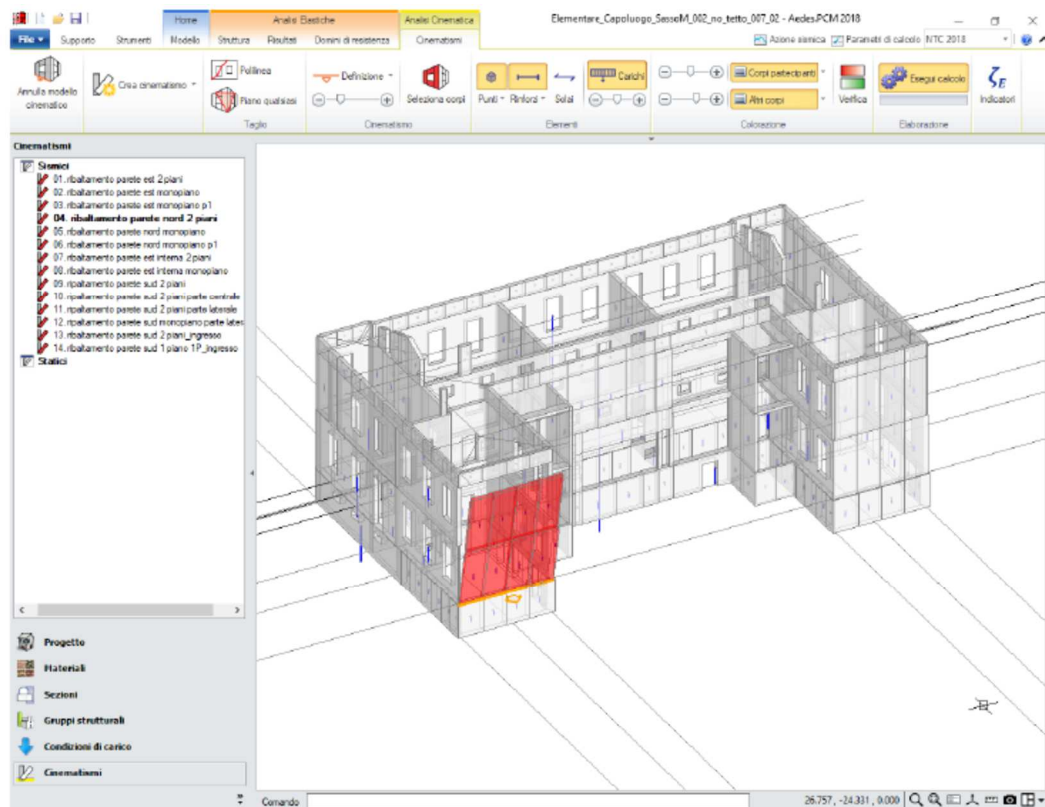 Home Analisi Elastiche Analisi Cinematica Elementare_Capoluogo_SassoM_002_no_tetto_007_02 - Aedes.PCM 2018
File Supporto Strumenti Modello Struttura Risultati Domini di resistenza Cinematismi Azione sismica Parametri di calcolo NTC 2018
Annulla modello cinematico
Crea cinematismo
Polilinea
Piano qualsiasi
Taglio
Definizione
Seleziona corpi
Cinematismo
Punti Rinforzi Solai Carichi
Elementi
Corpi partecipanti
Altri corpi
Verifica
Colorazione
Esegui calcolo
Elaborazione
ζE
Indicatori
Cinematismi
Sismici
01. ribaltamento parete est 2 piani
02. ribaltamento parete est monopiano
03. ribaltamento parete est monopiano p1
04. ribaltamento parete nord 2 piani
05. ribaltamento parete nord monopiano
06. ribaltamento parete nord monopiano p1
07. ribaltamento parete est interna 2 piani
08. ribaltamento parete est interna monopiano
09. ribaltamento parete sud 2 piani
10. ribaltamento parete sud 2 piani parte centrale
11. ribaltamento parete sud 2 piani parte laterale
12. ribaltamento parete sud monopiano parte later
13. ribaltamento parete sud 2 piani_ingresso
14. ribaltamento parete sud 1 piano 1P_ingresso
Statici
Progetto
Materiali
Sezioni
Gruppi strutturali
Condizioni di carico
Cinematismi
Comando 26.757, -24.331, 0.000